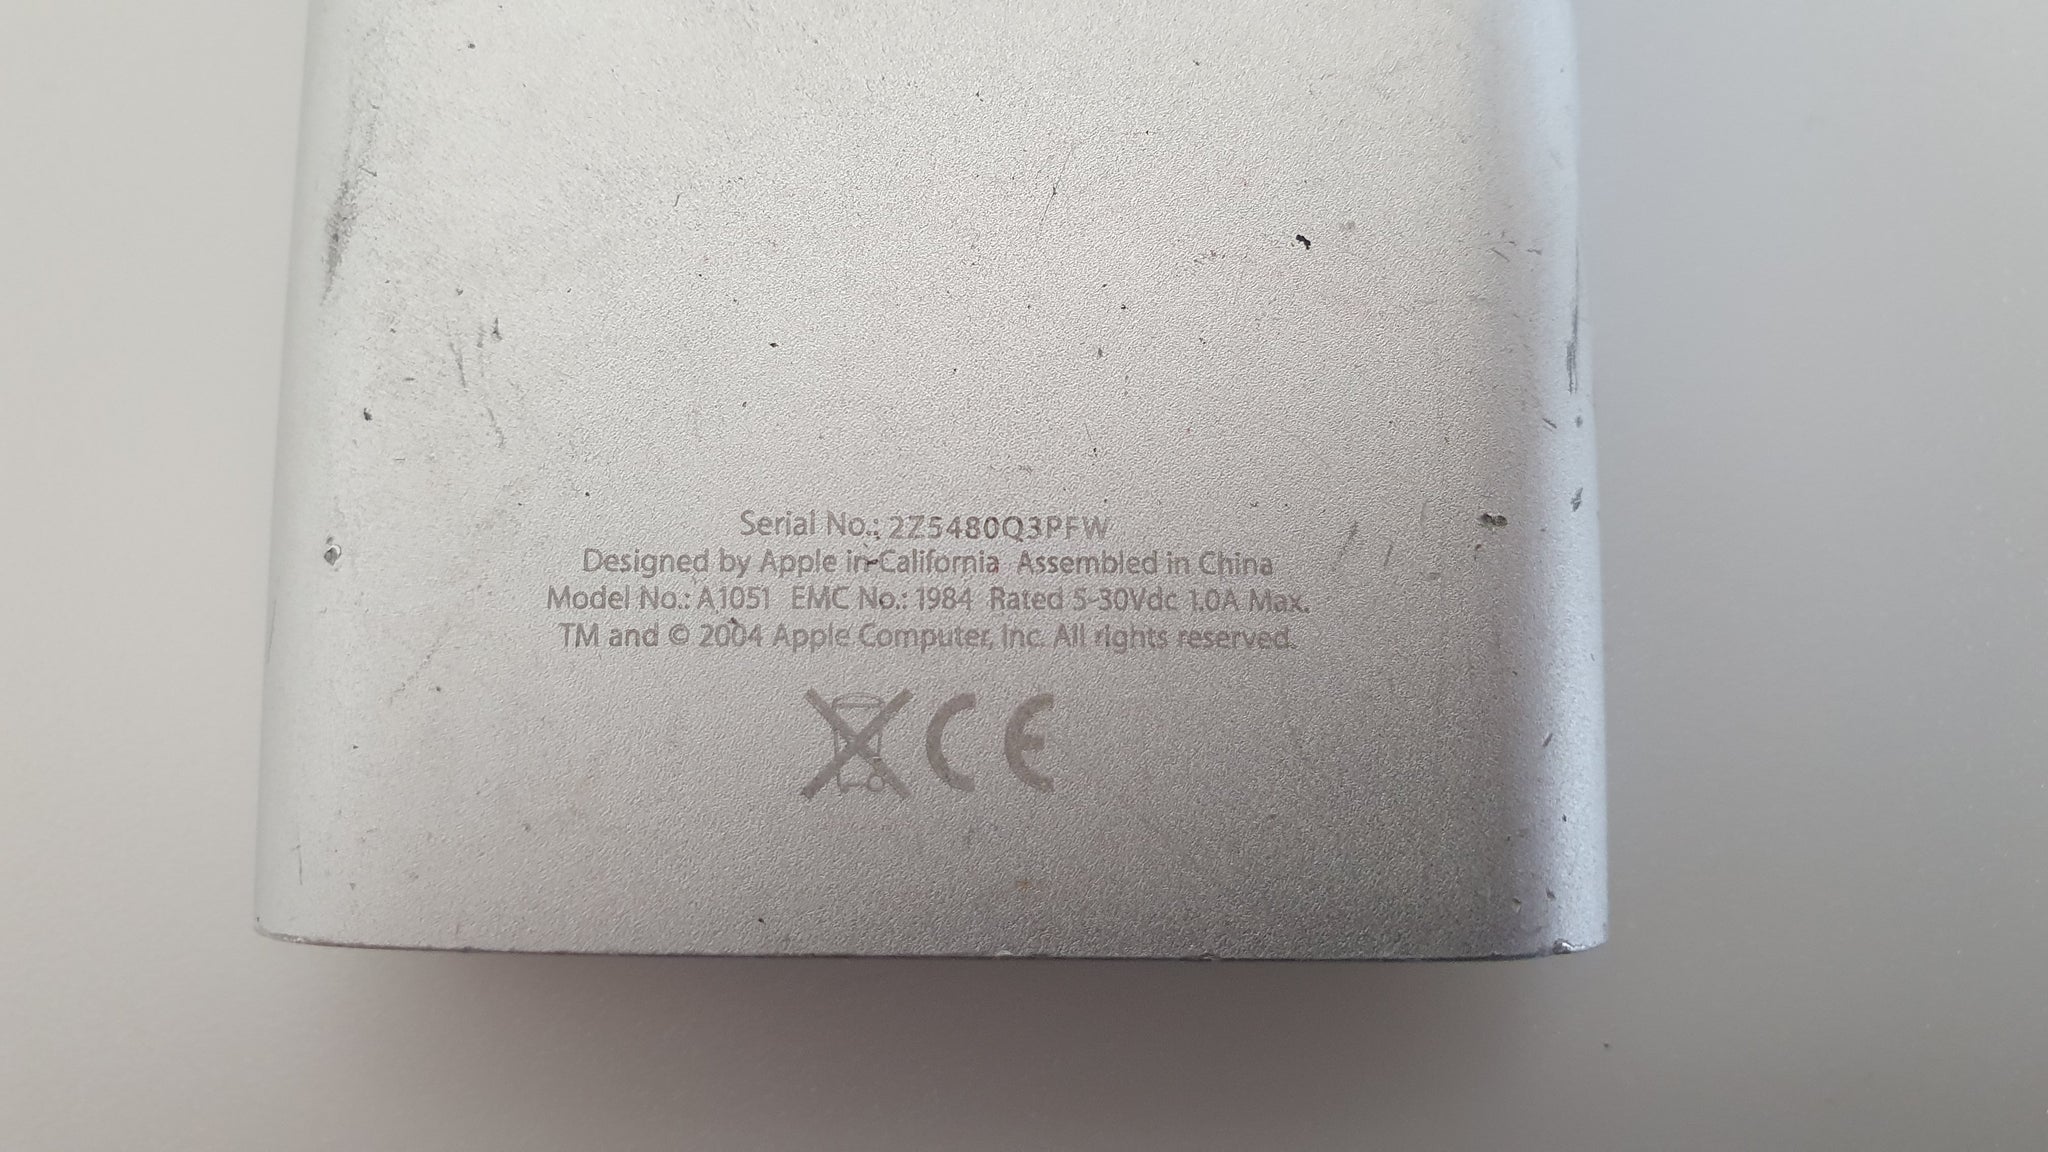 Serial No.: 2Z5480Q3PFW
Designed by Apple in California Assembled in China
Model No.: A1051 EMC No.: 1984 Rated 5-30Vdc 1.0A Max.
TM and © 2004 Apple Computer, Inc. All rights reserved.
CE